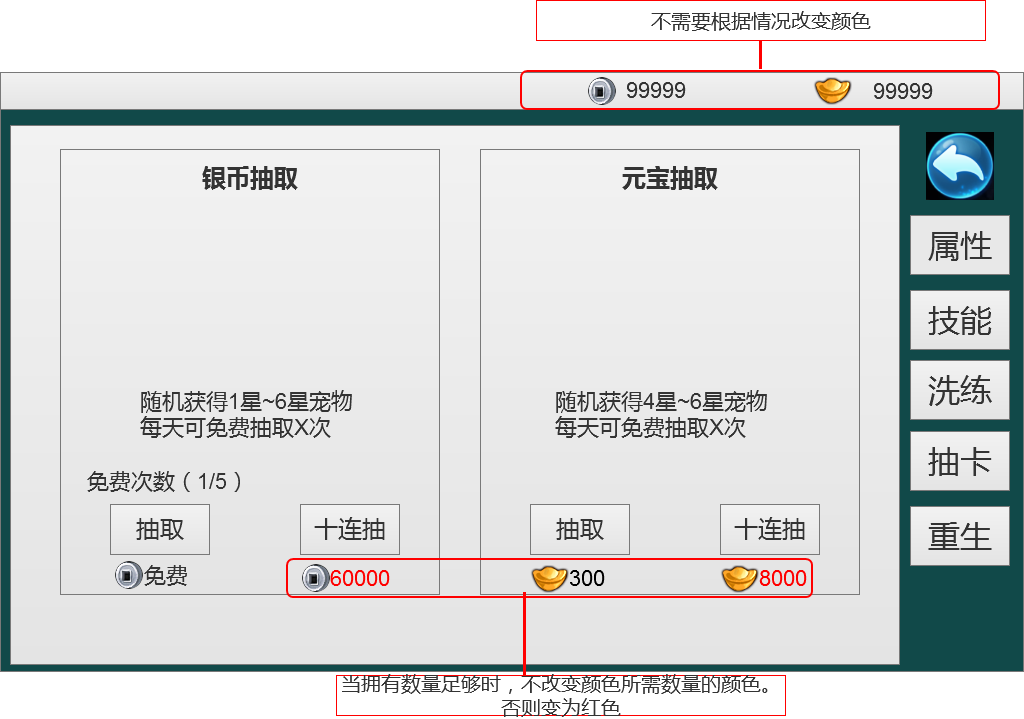 不需要根据情况改变颜色
99999
99999
银币抽取
元宝抽取
随机获得1星~6星宠物
每天可免费抽取X次
随机获得4星~6星宠物
每天可免费抽取X次
免费次数（1/5）
抽取
十连抽
抽取
十连抽
免费
60000
300
8000
属性
技能
洗练
抽卡
重生
当拥有数量足够时，不改变颜色所需数量的颜色。
否则变为红色